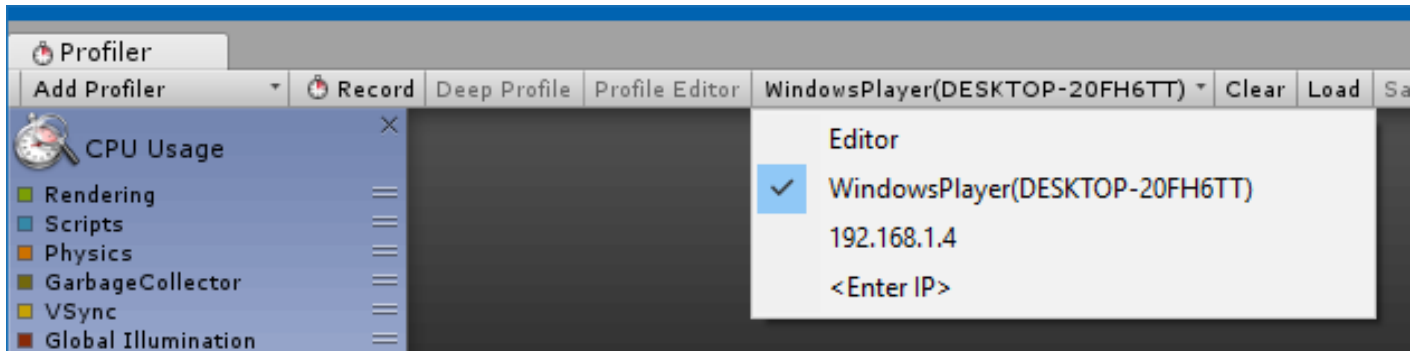 Profiler
Add Profiler Record Deep Profile Profile Editor WindowsPlayer(DESKTOP-20FH6TT) Clear Load Sa
CPU Usage
Rendering
Scripts
Physics
GarbageCollector
VSync
Global Illumination
Editor
WindowsPlayer(DESKTOP-20FH6TT)
192.168.1.4
<Enter IP>